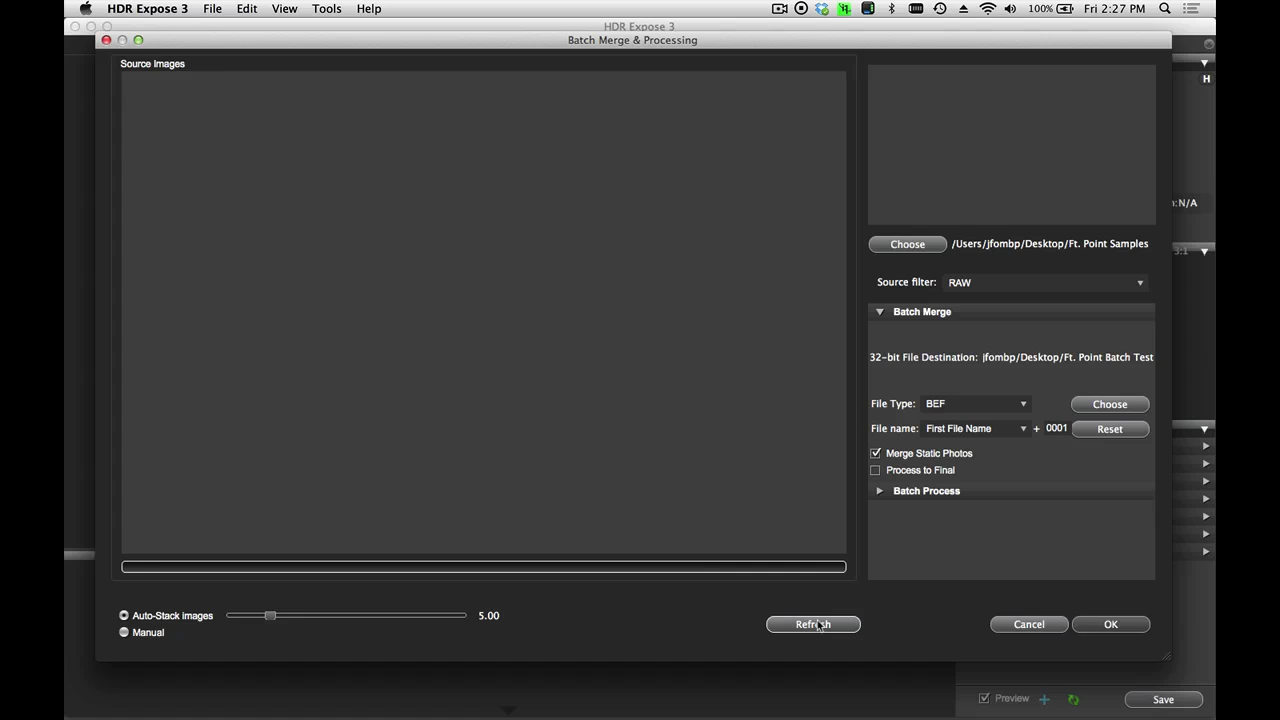 HDR Expose 3 File Edit View Tools Help 100% Fri 2:27 PM
HDR Expose 3
Batch Merge & Processing
Source Images
H
:N/A
Choose /Users/jfombp/Desktop/Ft. Point Samples
3:1
Source filter: RAW
Batch Merge
32-bit File Destination: jfombp/Desktop/Ft. Point Batch Test
File Type: BEF Choose
File name: First File Name + 0001 Reset
Merge Static Photos
Process to Final
Batch Process
Auto-Stack images 5.00
Manual
Refresh Cancel OK
Preview Save